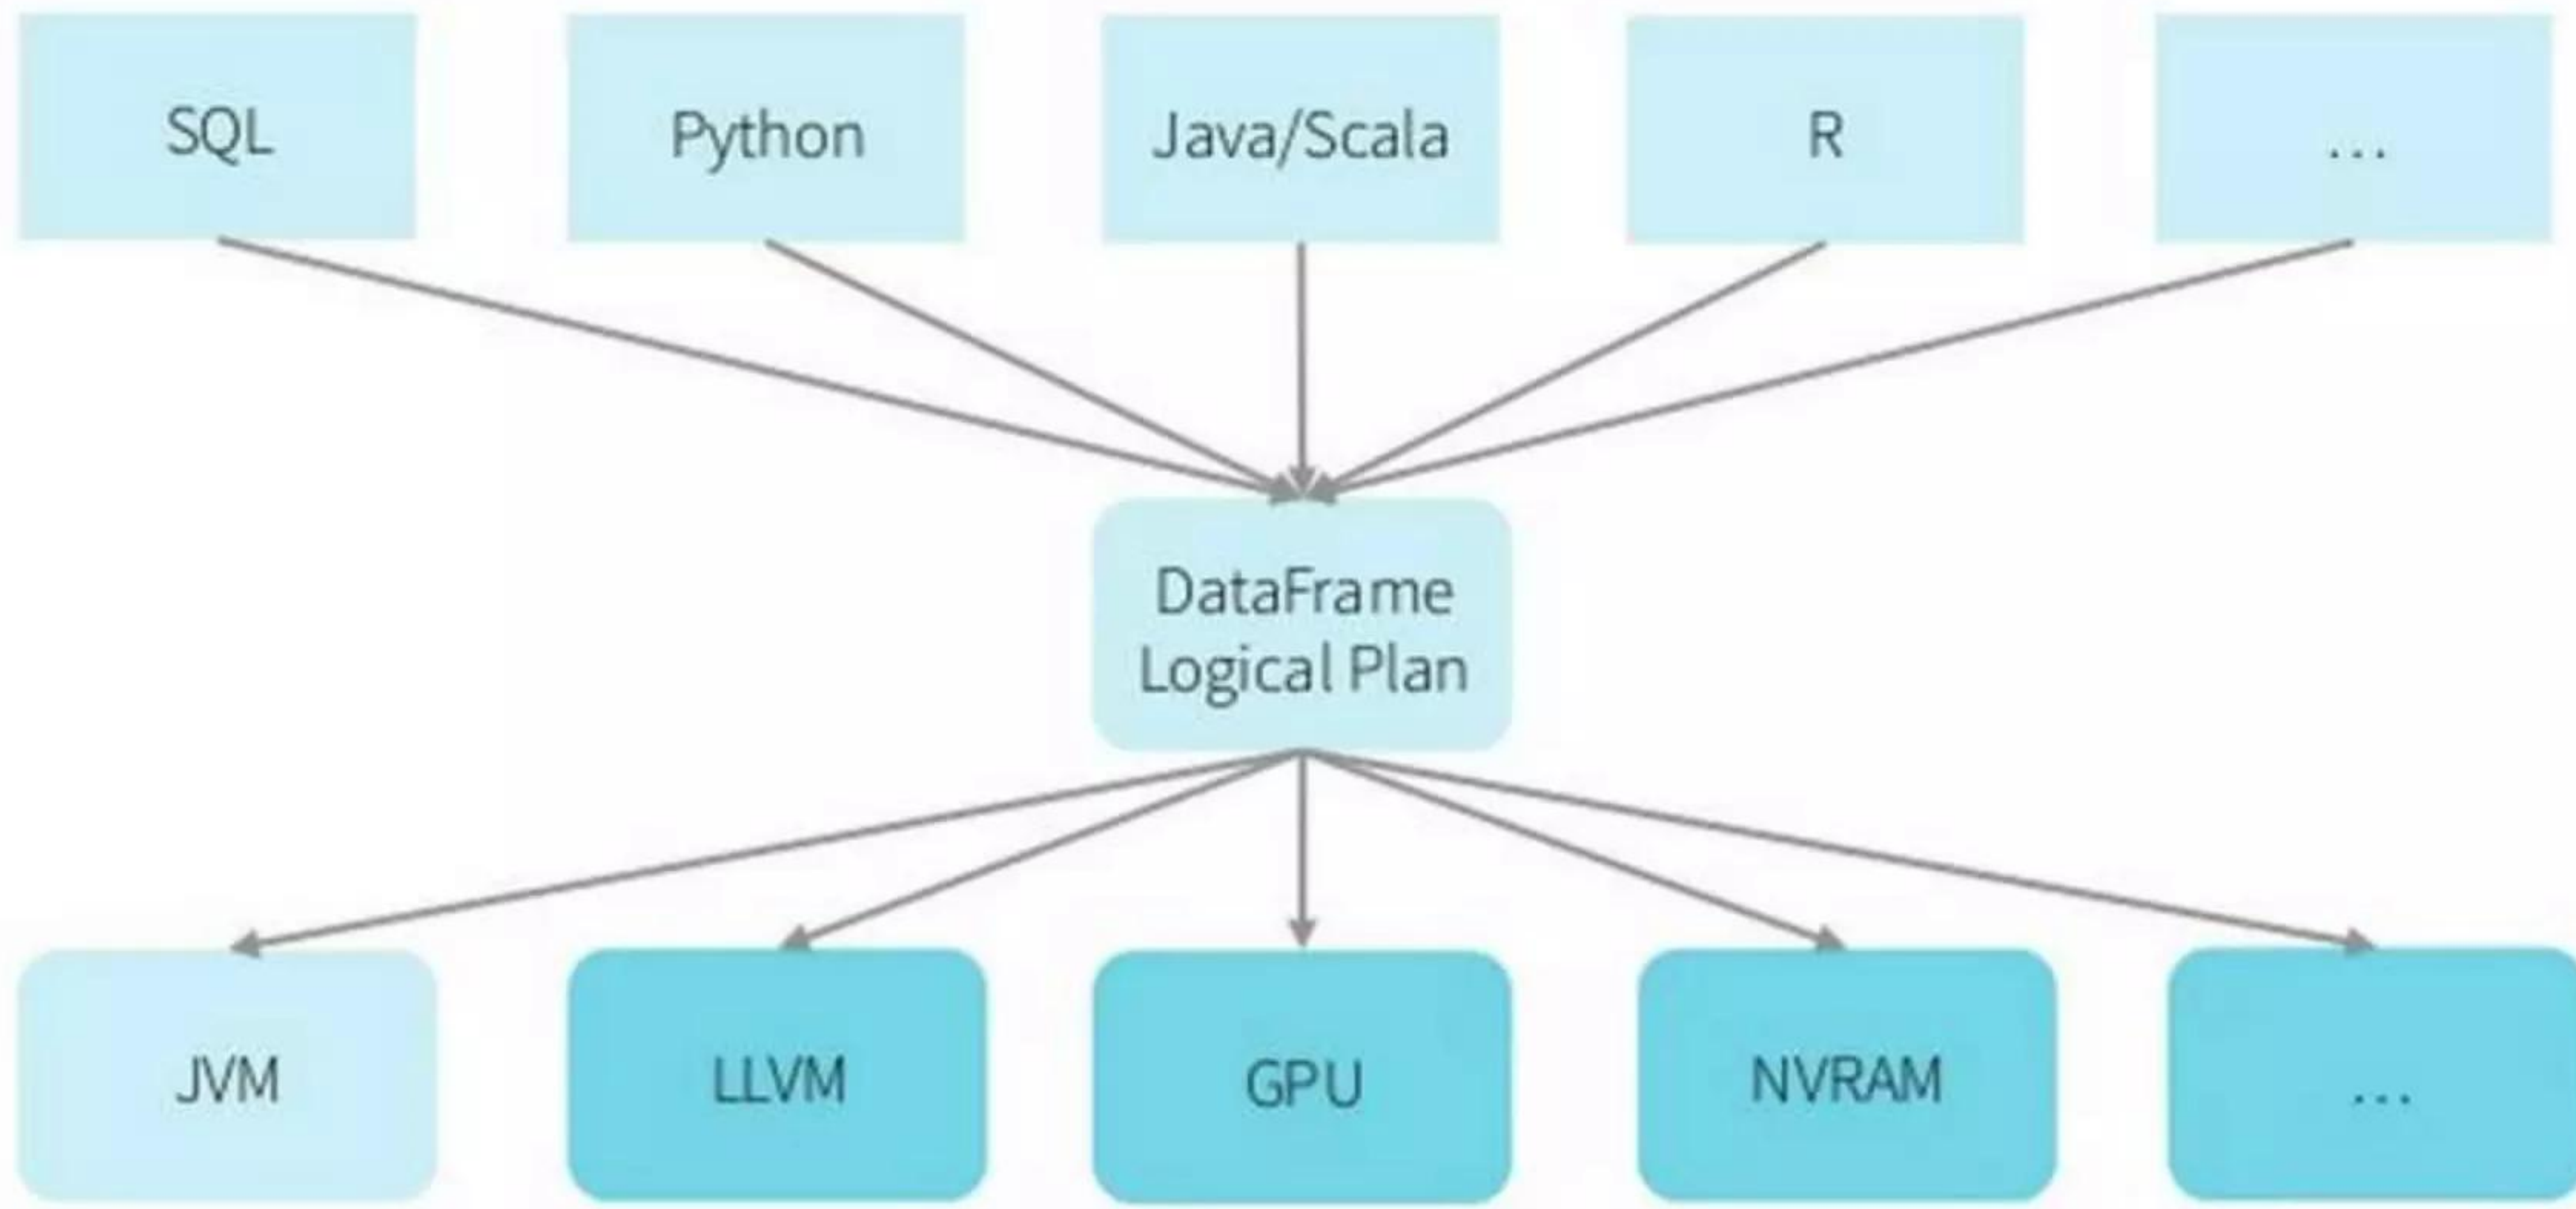 SQL
Python
Java/Scala
R
...
DataFrame
Logical Plan
JVM
LLVM
GPU
NVRAM
...